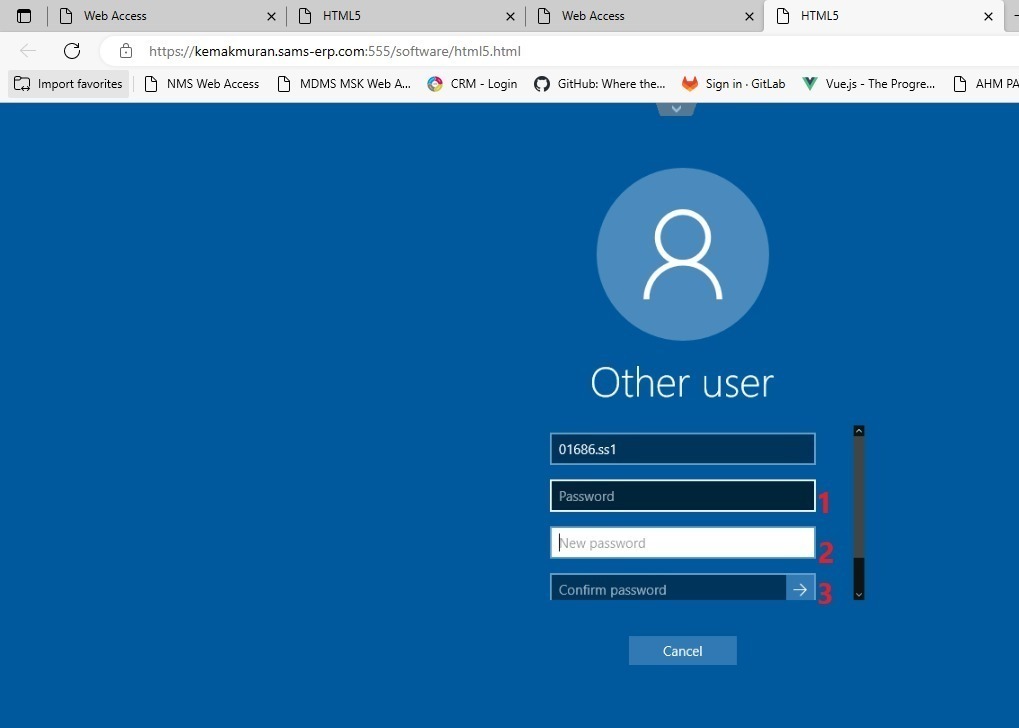 Web Access
HTML5
Web Access
HTML5
https://kemakmuran.sams-erp.com:555/software/html5.html
Import favorites
NMS Web Access
MDMS MSK Web A...
CRM - Login
GitHub: Where the...
Sign in · GitLab
Vue.js - The Progre...
AHM PA
Other user
01686.ss1
Password
1
New password
2
Confirm password
3
Cancel